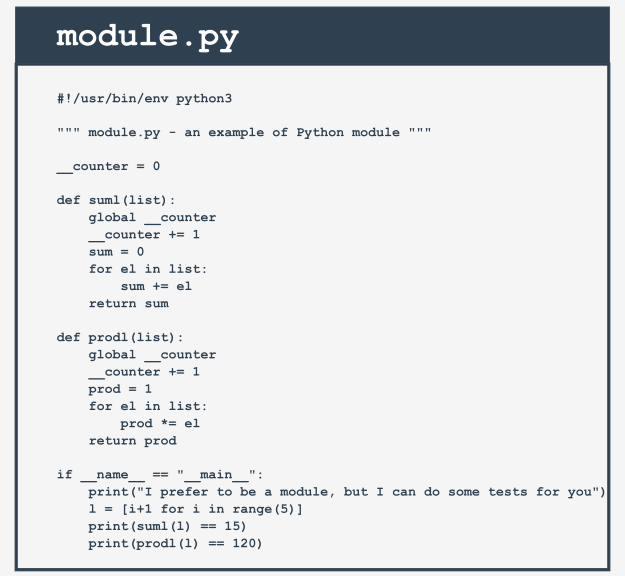 module.py
#!/usr/bin/env python3
""" module.py - an example of Python module """
__counter = 0
def suml(list):
    global __counter
    __counter += 1
    sum = 0
    for el in list:
        sum += el
    return sum
def prodl(list):
    global __counter
    __counter += 1
    prod = 1
    for el in list:
        prod *= el
    return prod
if __name__ == "__main__":
    print("I prefer to be a module, but I can do some tests for you")
    l = [i+1 for i in range(5)]
    print(suml(l) == 15)
    print(prodl(l) == 120)